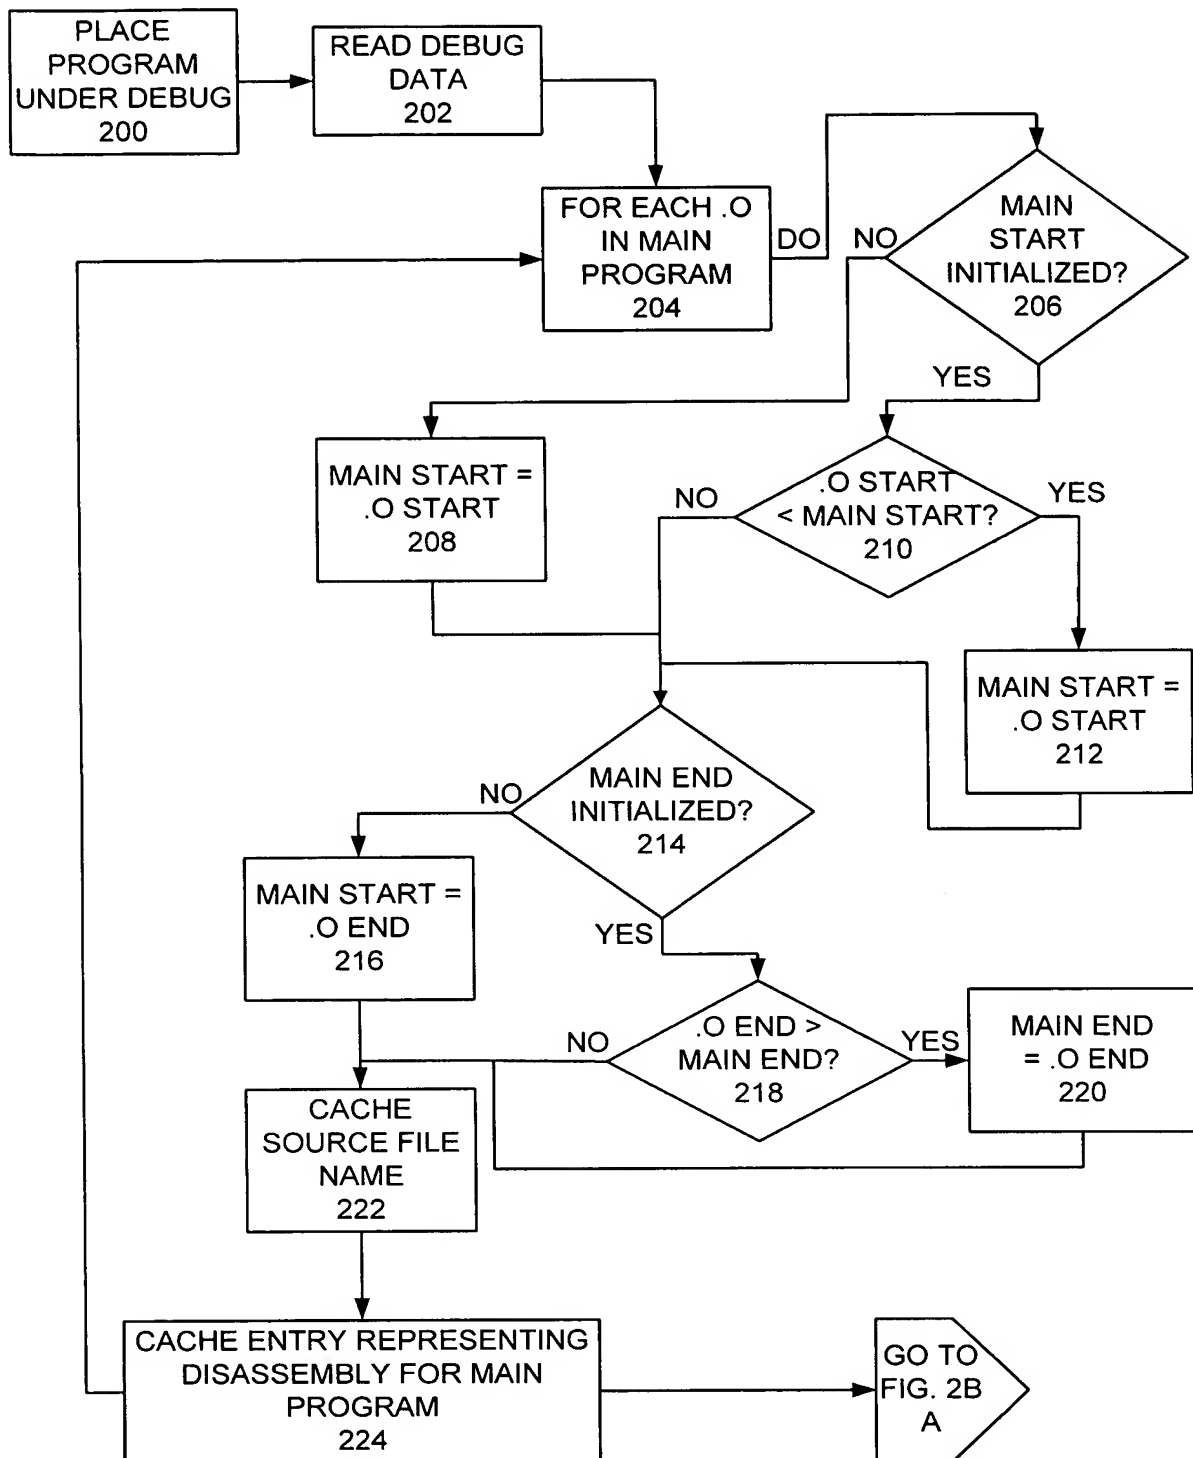 PLACE
PROGRAM
UNDER DEBUG
200
READ DEBUG
DATA
202
FOR EACH .O
IN MAIN
PROGRAM
204
DO
NO
MAIN
START
INITIALIZED?
206
YES
MAIN START =
.O START
208
NO
.O START
< MAIN START?
210
YES
MAIN START =
.O START
212
NO
MAIN END
INITIALIZED?
214
YES
MAIN START =
.O END
216
NO
.O END >
MAIN END?
218
YES
MAIN END
= .O END
220
CACHE
SOURCE FILE
NAME
222
CACHE ENTRY REPRESENTING
DISASSEMBLY FOR MAIN
PROGRAM
224
GO TO
FIG. 2B
A